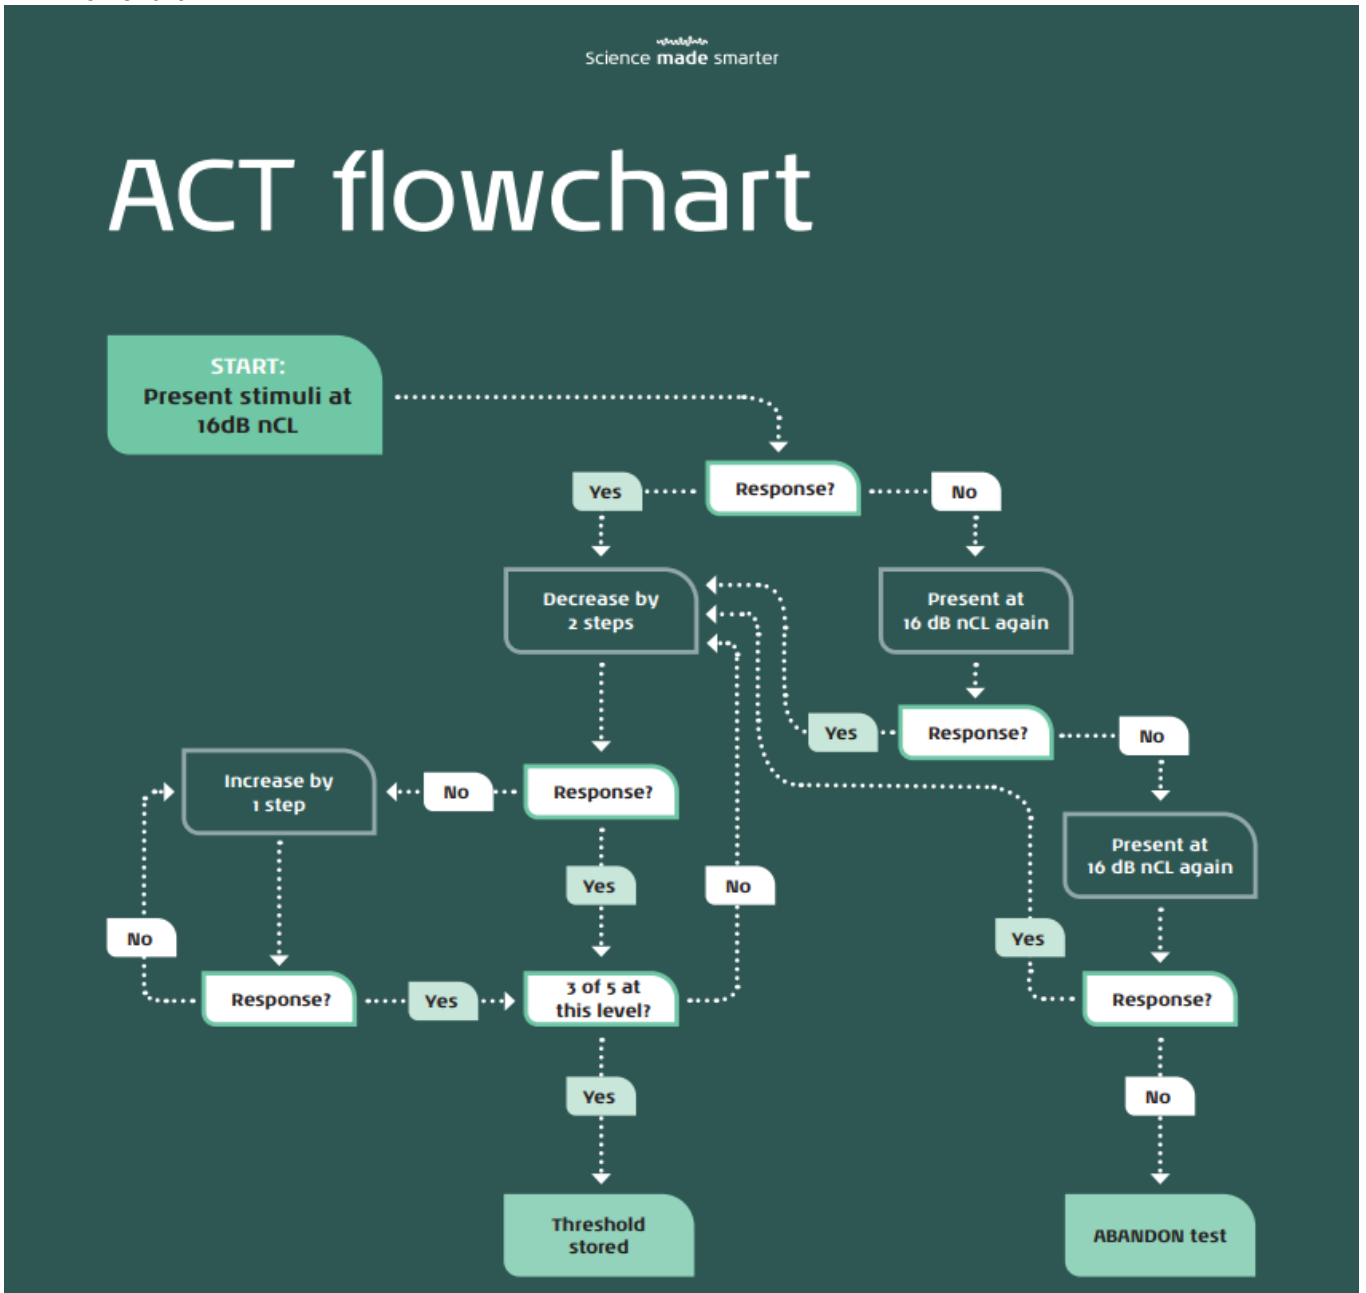 Science made smarter
ACT flowchart
START:
Present stimuli at
16dB nCL
Response?
Yes
No
Decrease by
2 steps
Present at
16 dB nCL again
Response?
Yes
No
Increase by
1 step
No
Response?
Present at
16 dB nCL again
Yes
No
No
Yes
Response?
Yes
3 of 5 at
this level?
Response?
Yes
No
Threshold
stored
ABANDON test